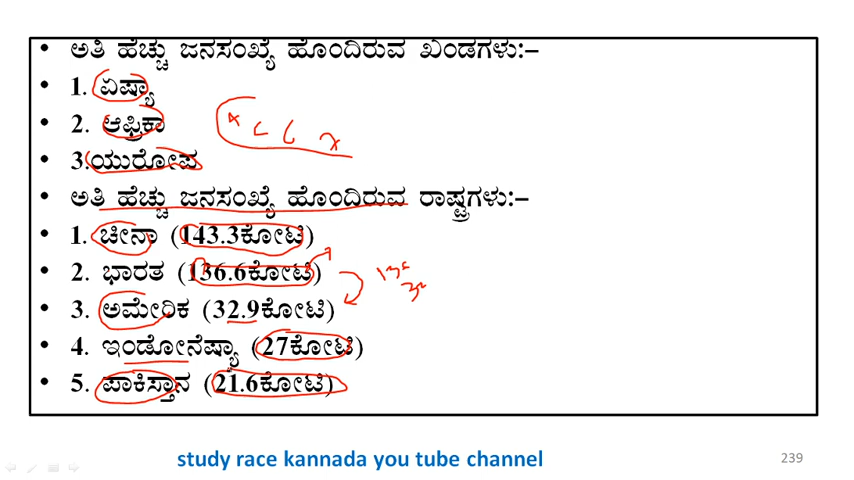 • ಅತಿ ಹೆಚ್ಚು ಜನಸಂಖ್ಯೆ ಹೊಂದಿರುವ ಖಂಡಗಳು:–
• 1. ಏಷ್ಯಾ
• 2. ಆಫ್ರಿಕಾ
• 3.ಯುರೋಪ
• ಅತಿ ಹೆಚ್ಚು ಜನಸಂಖ್ಯೆ ಹೊಂದಿರುವ ರಾಷ್ಟ್ರಗಳು:–
• 1. ಚೀನಾ (143.3ಕೋಟಿ)
• 2. ಭಾರತ (136.6ಕೋಟಿ)
• 3. ಅಮೇರಿಕ (32.9ಕೋಟಿ)
• 4. ಇಂಡೋನೆಷ್ಯಾ (27ಕೋಟಿ)
• 5. ಪಾಕಿಸ್ತಾನ (21.6ಕೋಟಿ)
study race kannada you tube channel
239